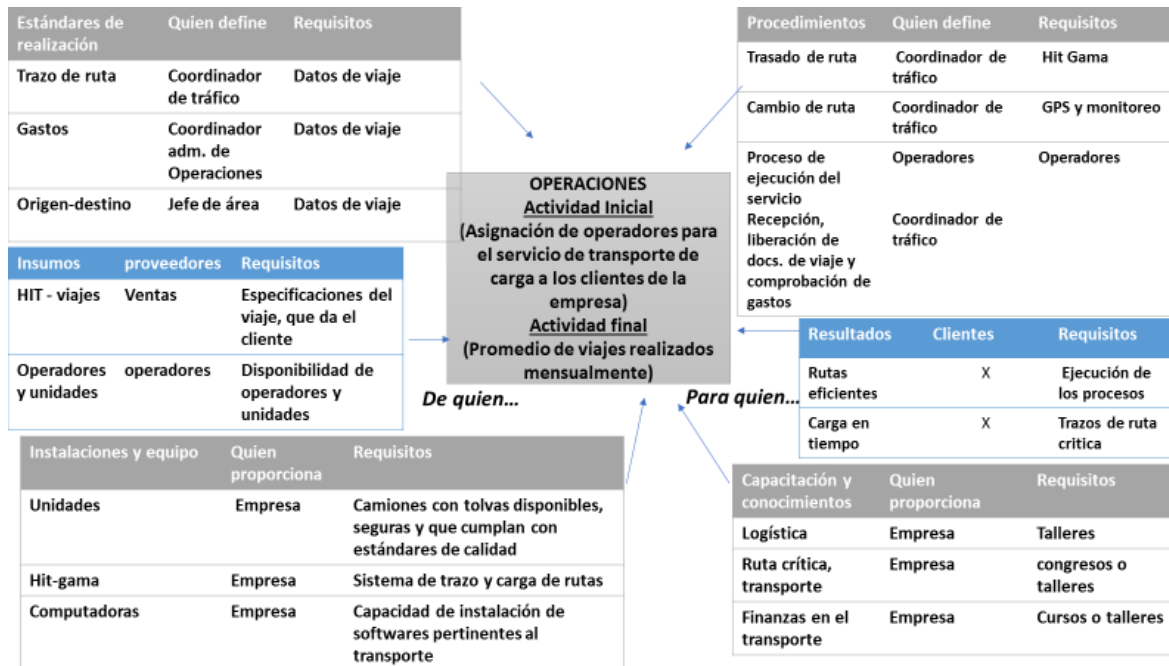 Estándares de realización Quien define Requisitos
Trazo de ruta Coordinador de tráfico Datos de viaje
Gastos Coordinador adm. de Operaciones Datos de viaje
Origen-destino Jefe de área Datos de viaje
Insumos proveedores Requisitos
HIT - viajes Ventas Especificaciones del viaje, que da el cliente
Operadores y unidades operadores Disponibilidad de operadores y unidades
OPERACIONES
Actividad Inicial
(Asignación de operadores para
el servicio de transporte de
carga a los clientes de la
empresa)
Actividad final
(Promedio de viajes realizados
mensualmente)
De quien...
Para quien...
Procedimientos Quien define Requisitos
Trasado de ruta Coordinador de tráfico Hit Gama
Cambio de ruta Coordinador de tráfico GPS y monitoreo
Proceso de ejecución del servicio Operadores Operadores
Recepción, liberación de docs. de viaje y comprobación de gastos Coordinador de tráfico
Resultados Clientes Requisitos
Rutas eficientes X Ejecución de los procesos
Carga en tiempo X Trazos de ruta critica
Instalaciones y equipo Quien proporciona Requisitos
Unidades Empresa Camiones con tolvas disponibles, seguras y que cumplan con estándares de calidad
Hit-gama Empresa Sistema de trazo y carga de rutas
Computadoras Empresa Capacidad de instalación de softwares pertinentes al transporte
Capacitación y conocimientos Quien proporciona Requisitos
Logística Empresa Talleres
Ruta crítica, transporte Empresa congresos o talleres
Finanzas en el transporte Empresa Cursos o talleres